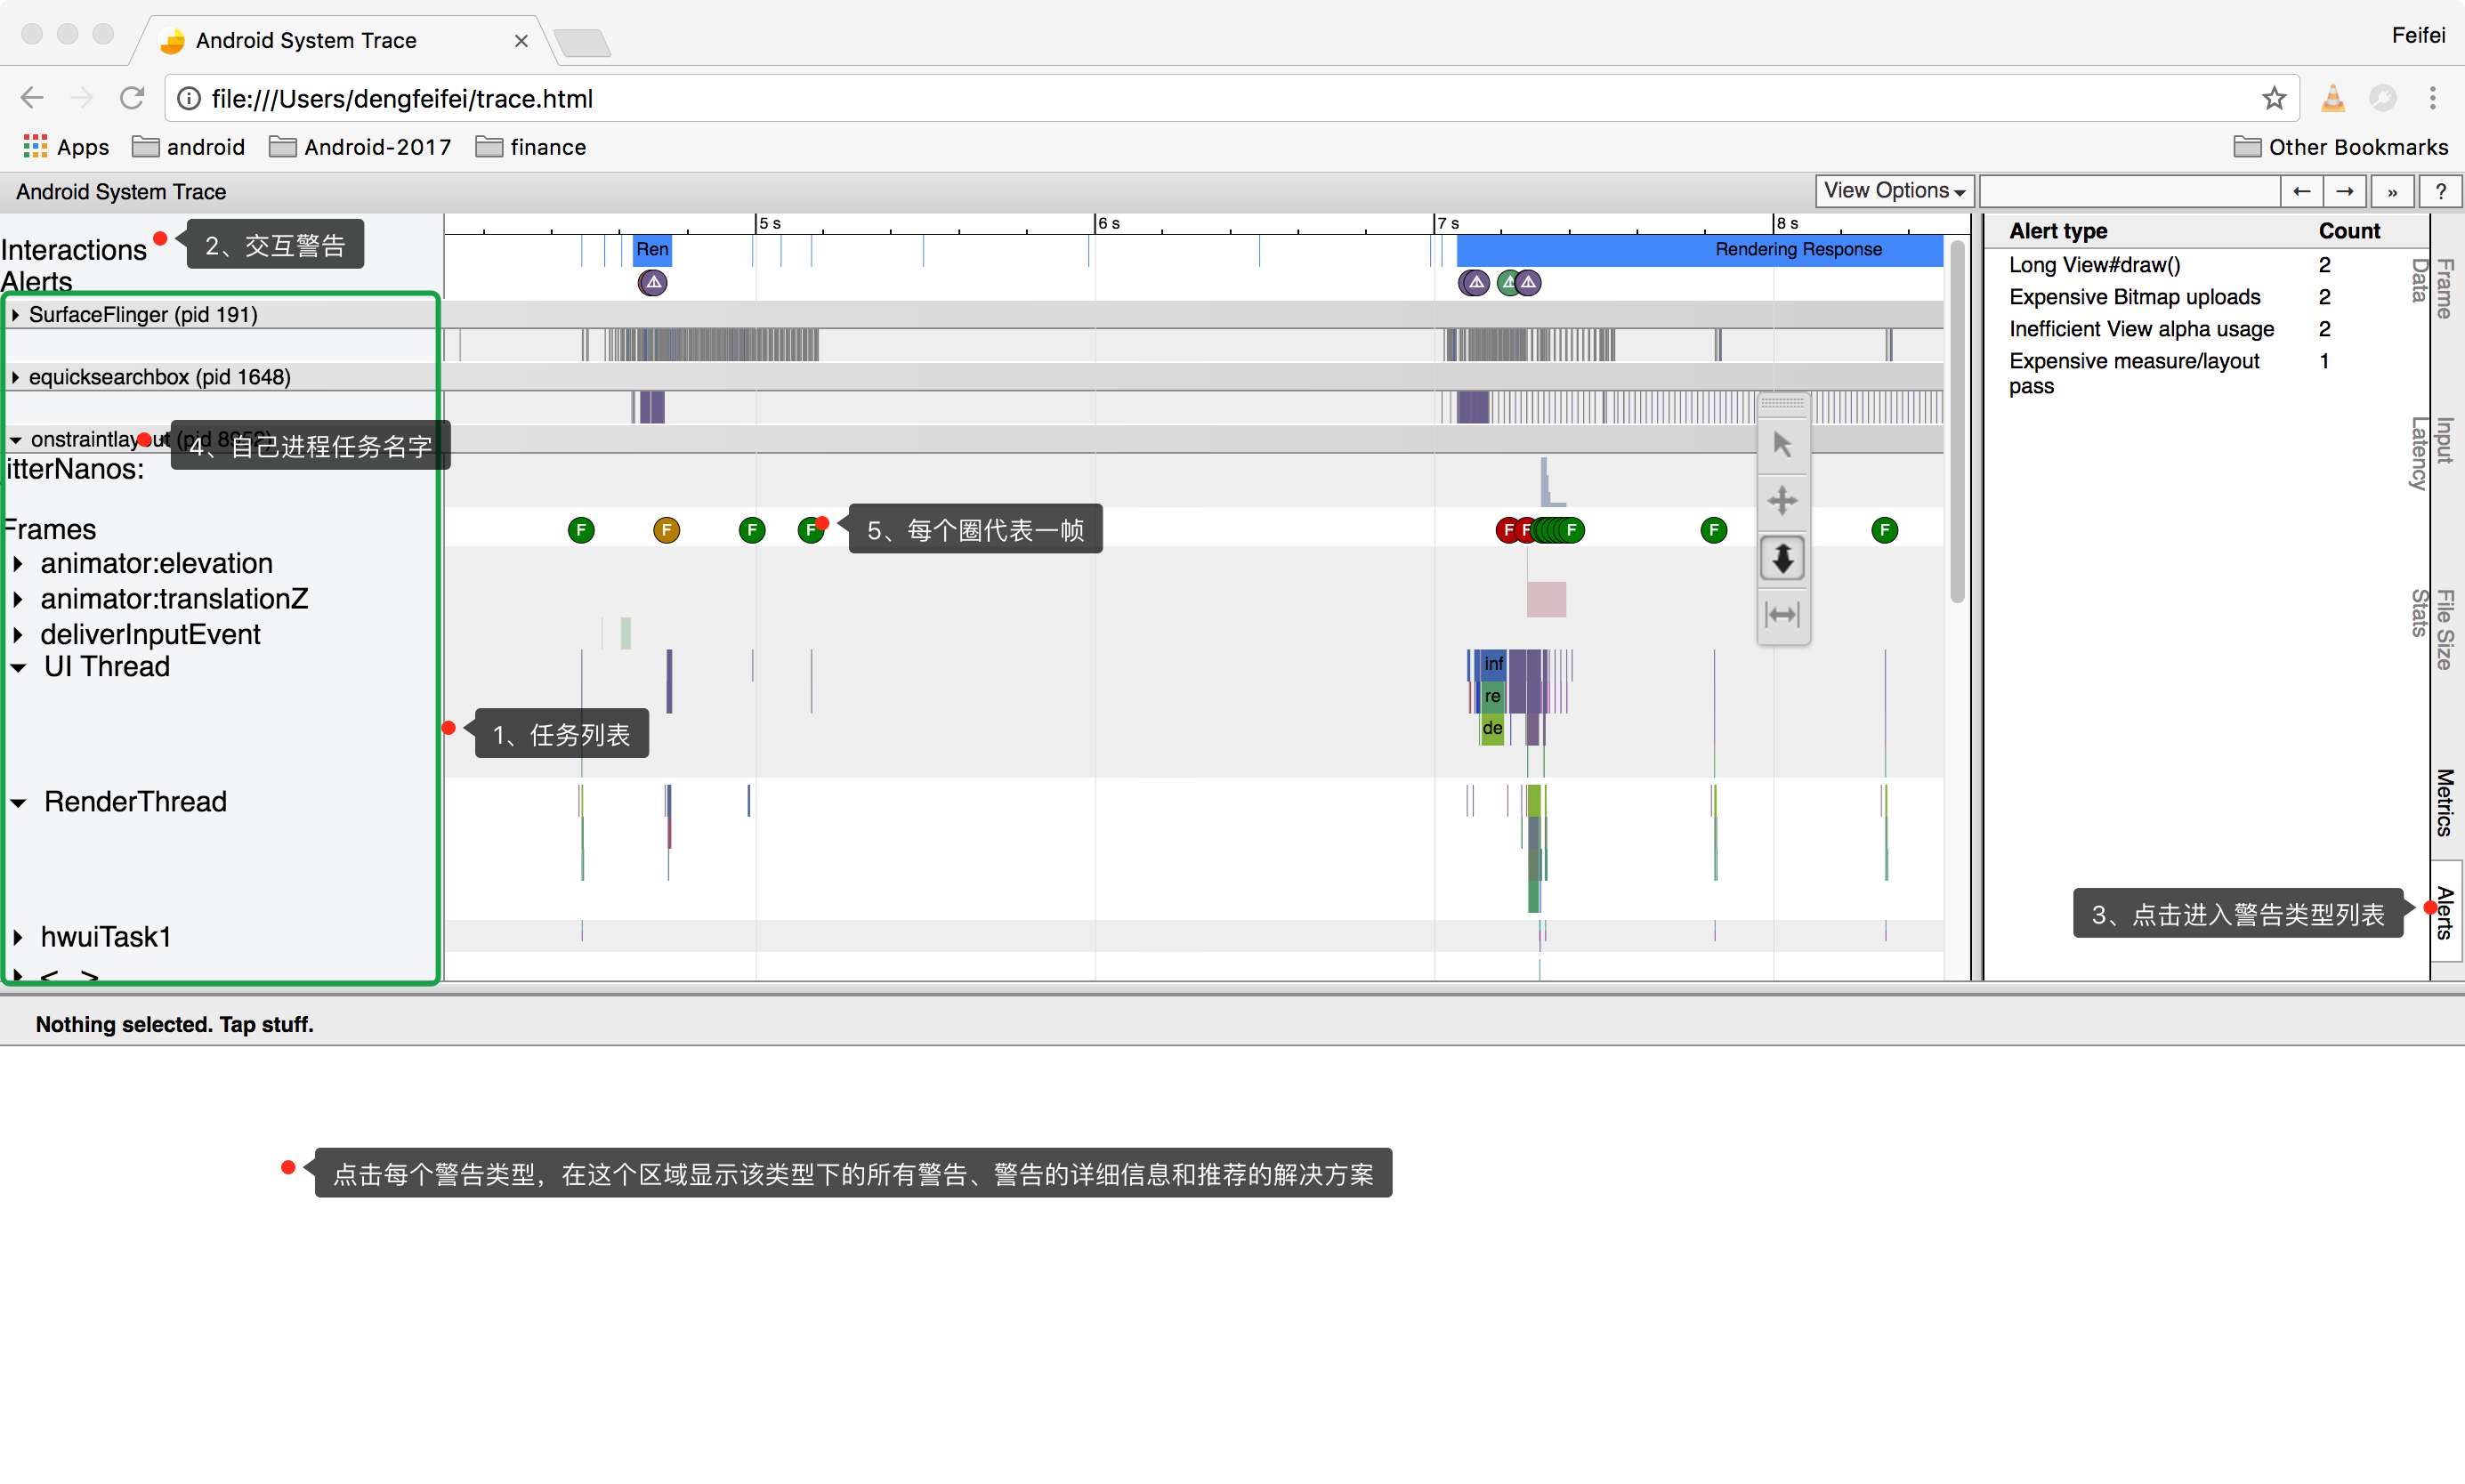 Android System Trace
Feifei
file:///Users/dengfeifei/trace.html
Apps
android
Android-2017
finance
Other Bookmarks
Android System Trace
View Options
←
→
»
?
5 s
6 s
7 s
8 s
Interactions
2、交互警告
Ren
Rendering Response
Alerts
SurfaceFlinger (pid 191)
equicksearchbox (pid 1648)
onstraintlayout (pid 8952)
4、自己进程任务名字
itterNanos:
Frames
F
F
F
F
5、每个圈代表一帧
F
F
F
F
F
animator:elevation
animator:translationZ
deliverInputEvent
UI Thread
inf
re
de
1、任务列表
RenderThread
hwuiTask1
<...>
Alert type Count
Long View#draw() 2
Expensive Bitmap uploads 2
Inefficient View alpha usage 2
Expensive measure/layout 1
pass
Frame
Data
Input
Latency
File Size
Stats
Metrics
Alerts
3、点击进入警告类型列表
Nothing selected. Tap stuff.
点击每个警告类型，在这个区域显示该类型下的所有警告、警告的详细信息和推荐的解决方案